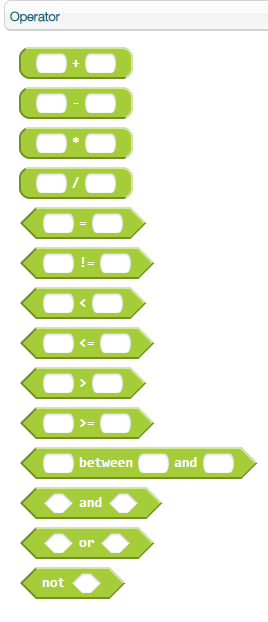 Operator
+
-
*
/
=
!=
<
<=
>
>=
between and
and
or
not